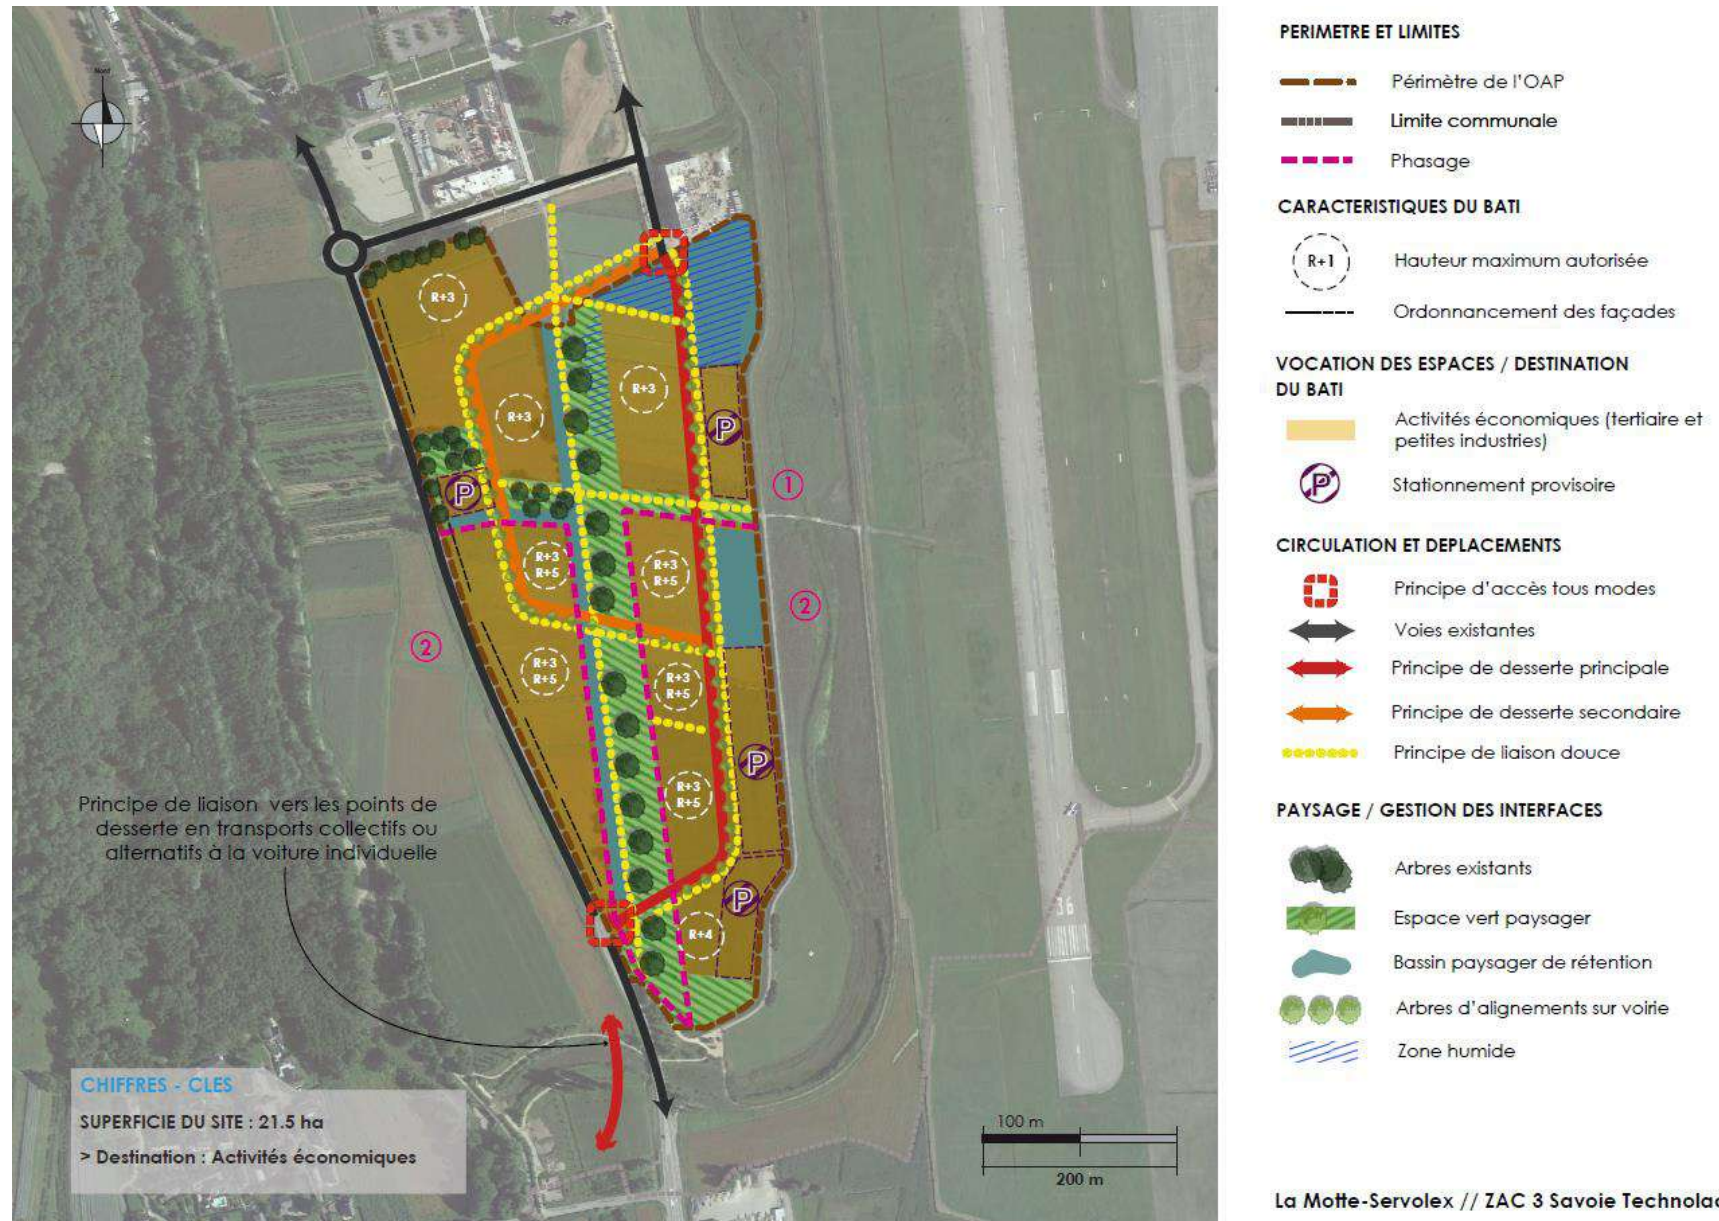 Nord
R+3
R+3
R+3
P
P
1
R+3
R+5
R+3
R+5
2
2
R+3
R+5
R+3
R+5
P
R+3
R+5
P
R+4
Principe de liaison vers les points de
desserte en transports collectifs ou
alternatifs à la voiture individuelle
36
CHIFFRES - CLES
SUPERFICIE DU SITE : 21.5 ha
> Destination : Activités économiques
100 m
200 m
PERIMETRE ET LIMITES
Périmètre de l'OAP
Limite communale
Phasage
CARACTERISTIQUES DU BATI
R+1
Hauteur maximum autorisée
Ordonnancement des façades
VOCATION DES ESPACES / DESTINATION
DU BATI
Activités économiques (tertiaire et
petites industries)
P
Stationnement provisoire
CIRCULATION ET DEPLACEMENTS
Principe d'accès tous modes
Voies existantes
Principe de desserte principale
Principe de desserte secondaire
Principe de liaison douce
PAYSAGE / GESTION DES INTERFACES
Arbres existants
Espace vert paysager
Bassin paysager de rétention
Arbres d'alignements sur voirie
Zone humide
La Motte-Servolex // ZAC 3 Savoie Technolac